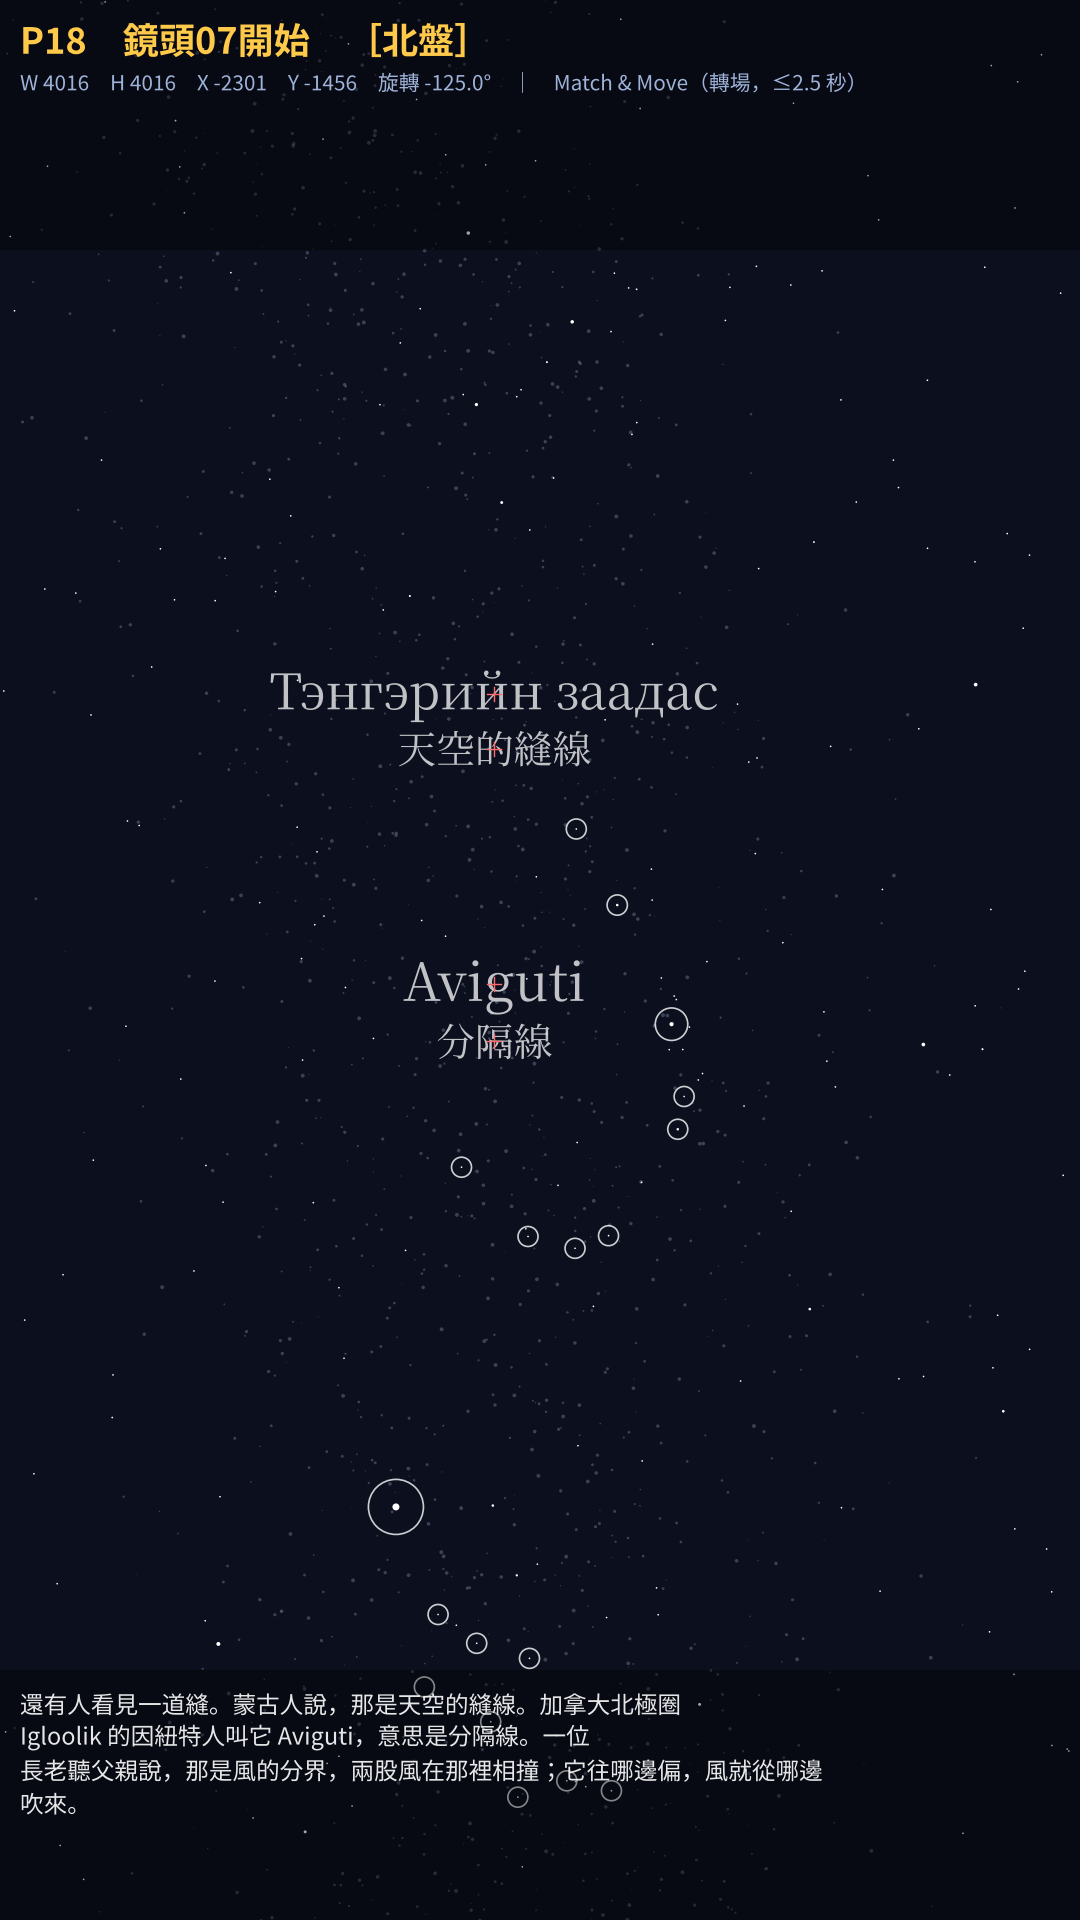 P18 鏡頭07開始 ［北盤］
W 4016 H 4016 X -2301 Y -1456 旋轉 -125.0° ｜ Match & Move（轉場，≤2.5 秒）
Тэнгэрийн заадас
天空的縫線
Aviguti
分隔線
還有人看見一道縫。蒙古人說，那是天空的縫線。加拿大北極圈
Igloolik 的因紐特人叫它 Aviguti，意思是分隔線。一位
長老聽父親說，那是風的分界，兩股風在那裡相撞；它往哪邊偏，風就從哪邊
吹來。